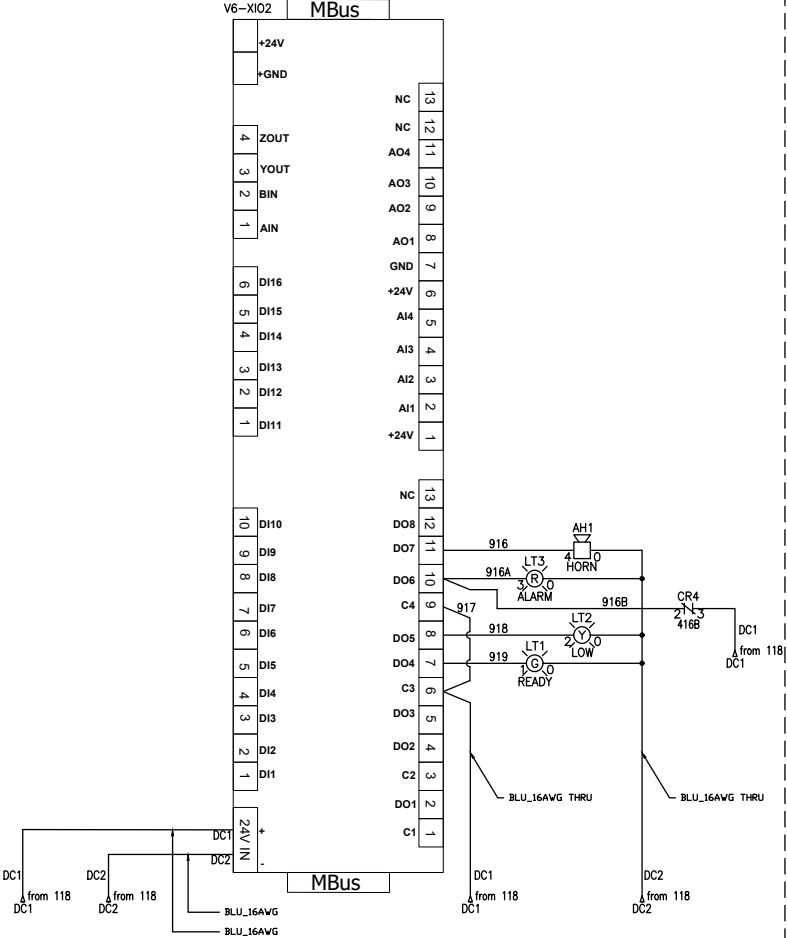 V6-XIO2
MBus
+24V
+GND
4 ZOUT
3 YOUT
2 BIN
1 AIN
6 DI16
5 DI15
4 DI14
3 DI13
2 DI12
1 DI11
10 DI10
9 DI9
8 DI8
7 DI7
6 DI6
5 DI5
4 DI4
3 DI3
2 DI2
1 DI1
24V IN
+
-
DC1
DC2
NC 13
NC 12
AO4 11
AO3 10
AO2 9
AO1 8
GND 7
+24V 6
AI4 5
AI3 4
AI2 3
AI1 2
+24V 1
NC 13
DO8 12
DO7 11
DO6 10
C4 9
DO5 8
DO4 7
C3 6
DO3 5
DO2 4
C2 3
DO1 2
C1 1
MBus
916
AH1
4 0
HORN
916A
LT3
3 R 0
ALARM
916B
CR4
2 3
416B
DC1
from 118
DC1
917
918
LT2
2 Y 0
LOW
919
LT1
1 G 0
READY
BLU_16AWG THRU
BLU_16AWG THRU
DC1
from 118
DC1
DC2
from 118
DC2
DC1
from 118
DC1
DC2
from 118
DC2
BLU_16AWG
BLU_16AWG